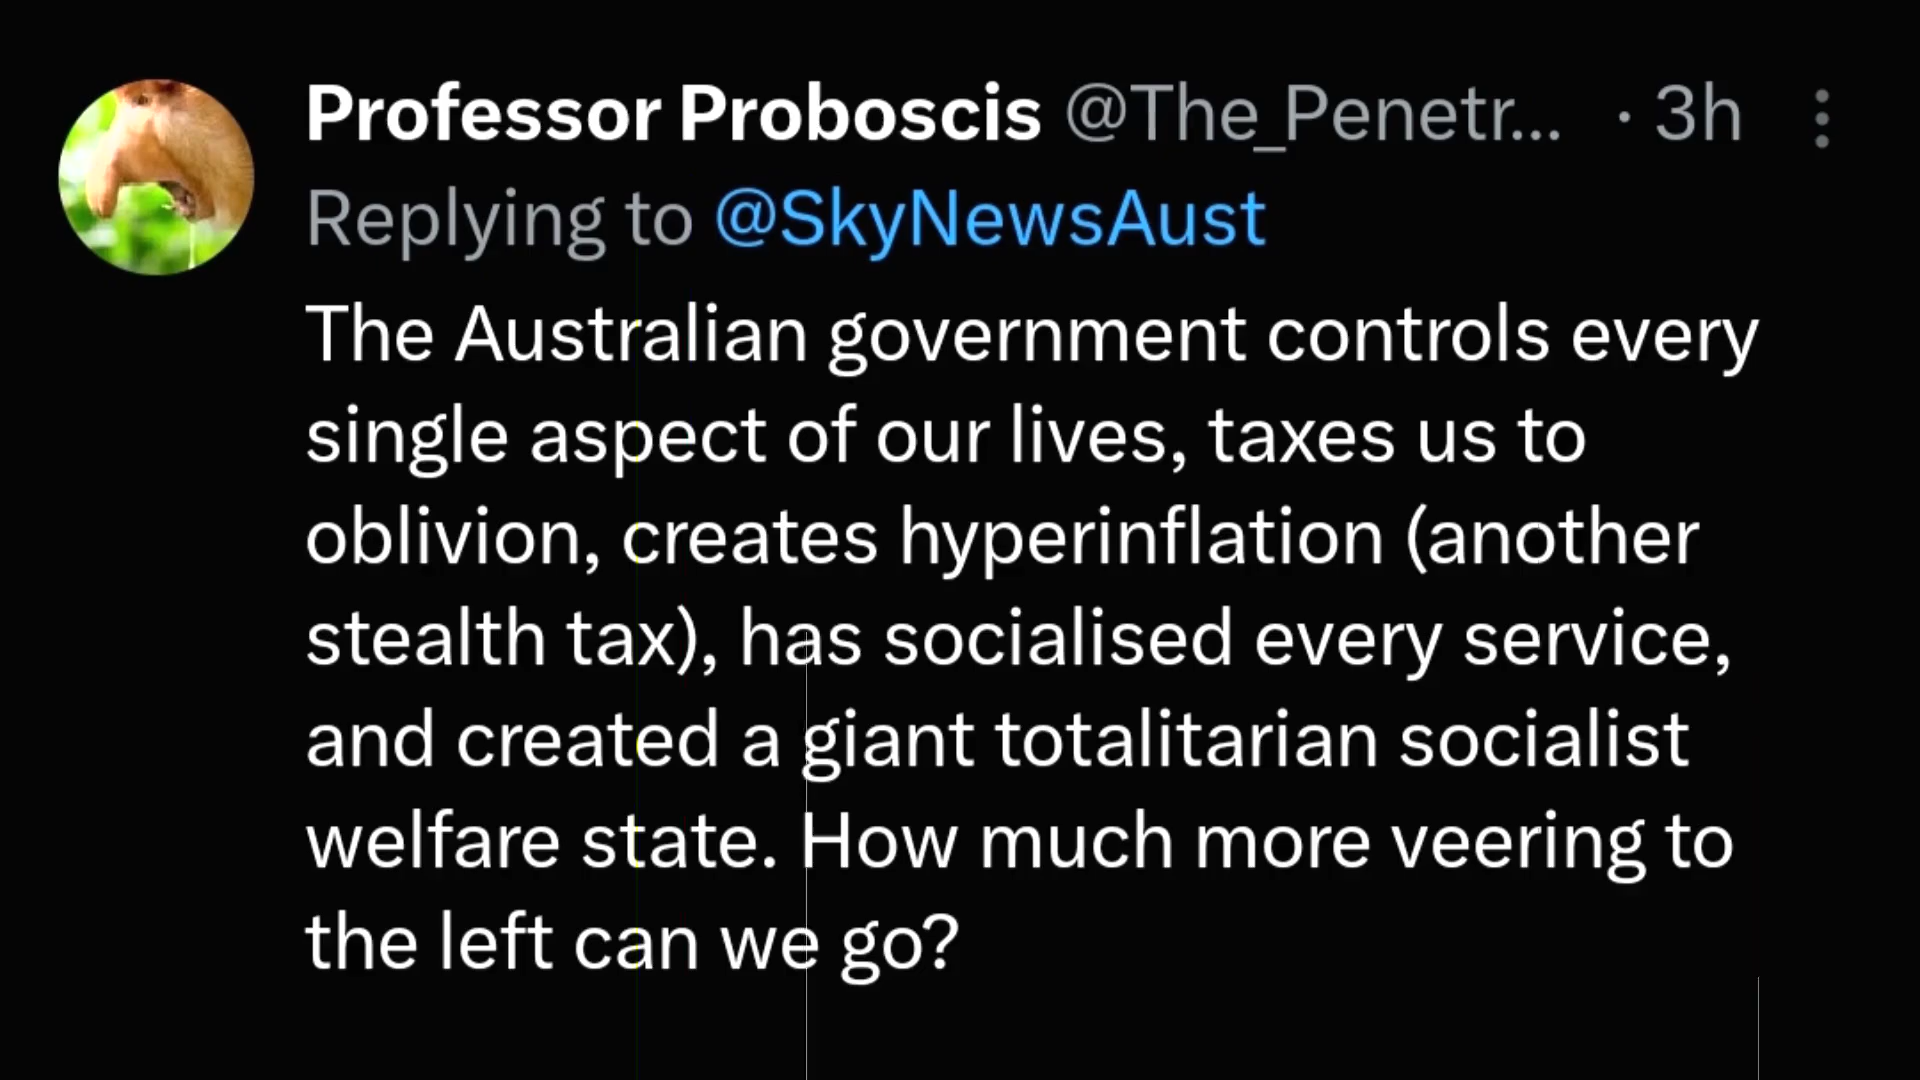 Professor Proboscis @The_Penetr... · 3h
Replying to @SkyNewsAust
The Australian government controls every
single aspect of our lives, taxes us to
oblivion, creates hyperinflation (another
stealth tax), has socialised every service,
and created a giant totalitarian socialist
welfare state. How much more veering to
the left can we go?